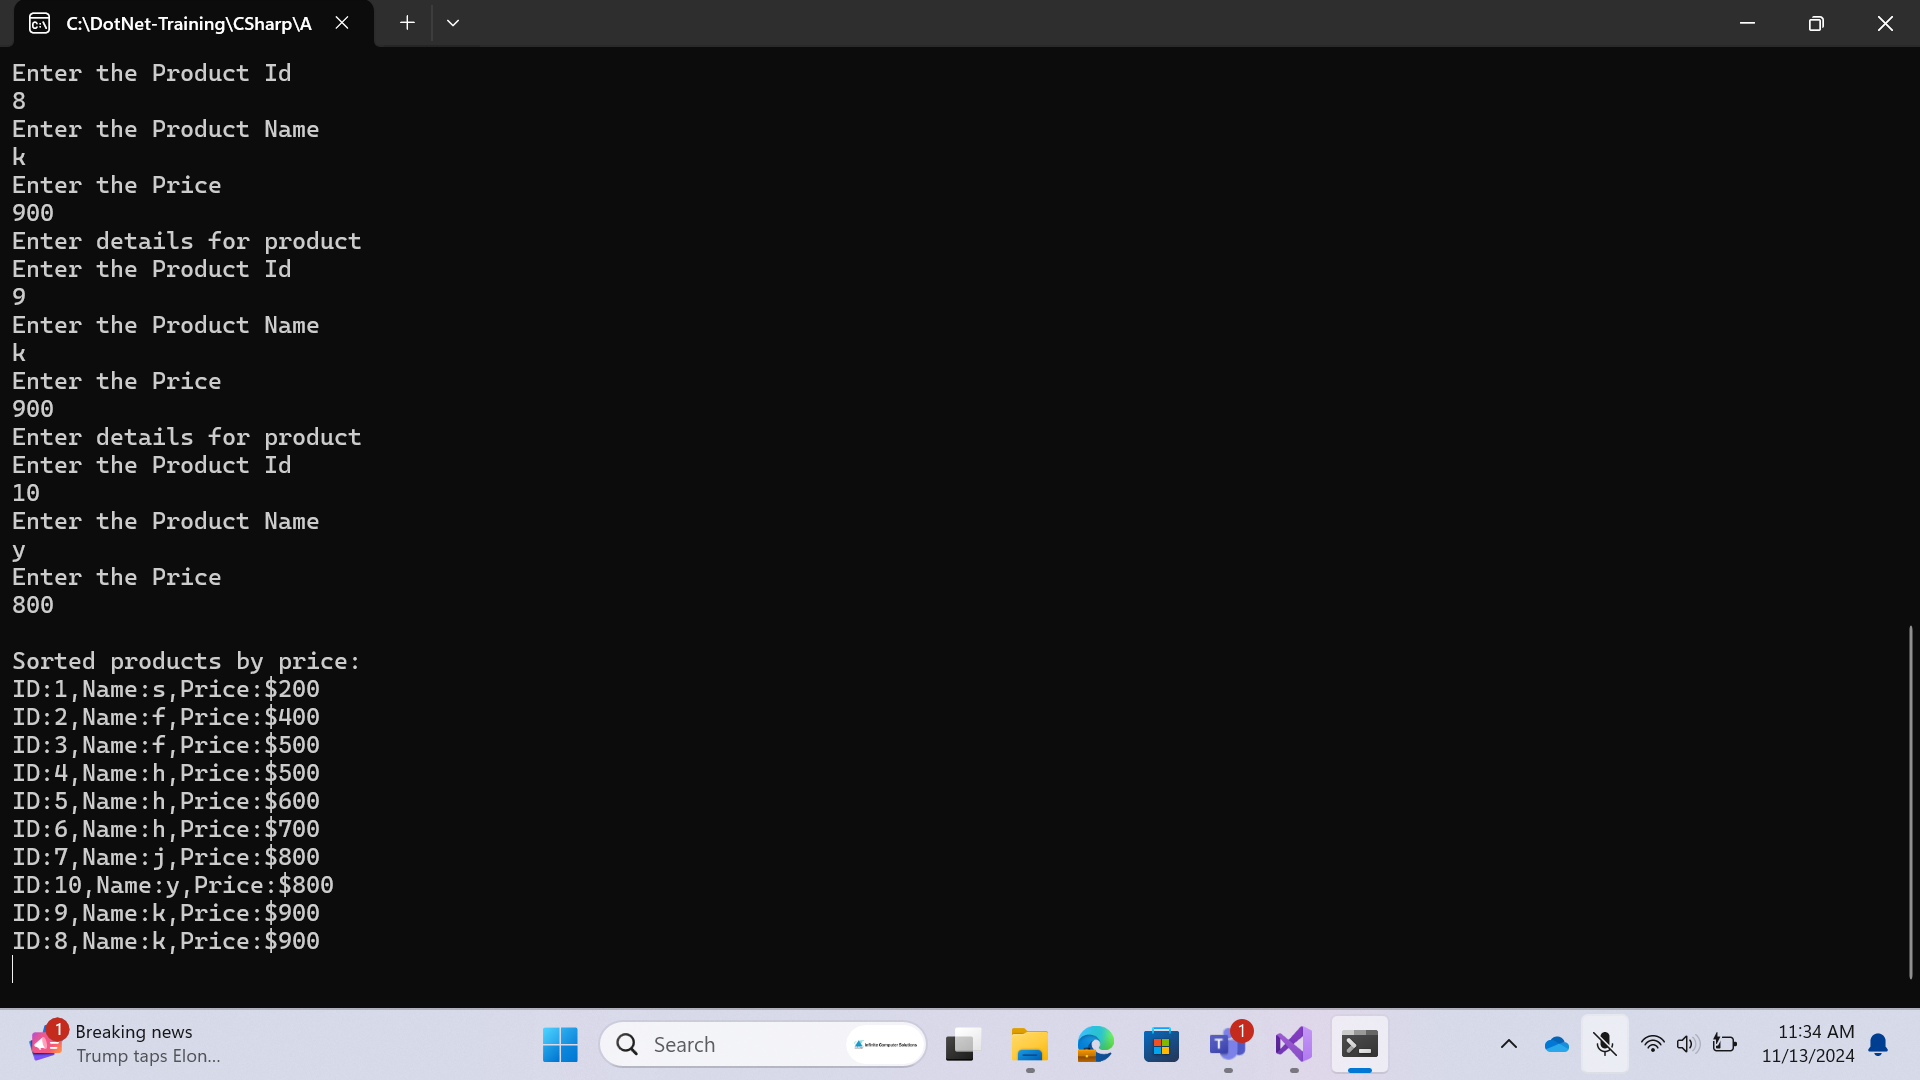 C:\DotNet-Training\CSharp\A
Enter the Product Id
8
Enter the Product Name
k
Enter the Price
900
Enter details for product
Enter the Product Id
9
Enter the Product Name
k
Enter the Price
900
Enter details for product
Enter the Product Id
10
Enter the Product Name
y
Enter the Price
800
Sorted products by price:
ID:1,Name:s,Price:$200
ID:2,Name:f,Price:$400
ID:3,Name:f,Price:$500
ID:4,Name:h,Price:$500
ID:5,Name:h,Price:$600
ID:6,Name:h,Price:$700
ID:7,Name:j,Price:$800
ID:10,Name:y,Price:$800
ID:9,Name:k,Price:$900
ID:8,Name:k,Price:$900
1
Breaking news
Trump taps Elon...
Search
Infinite Computer Solutions
1
11:34 AM
11/13/2024